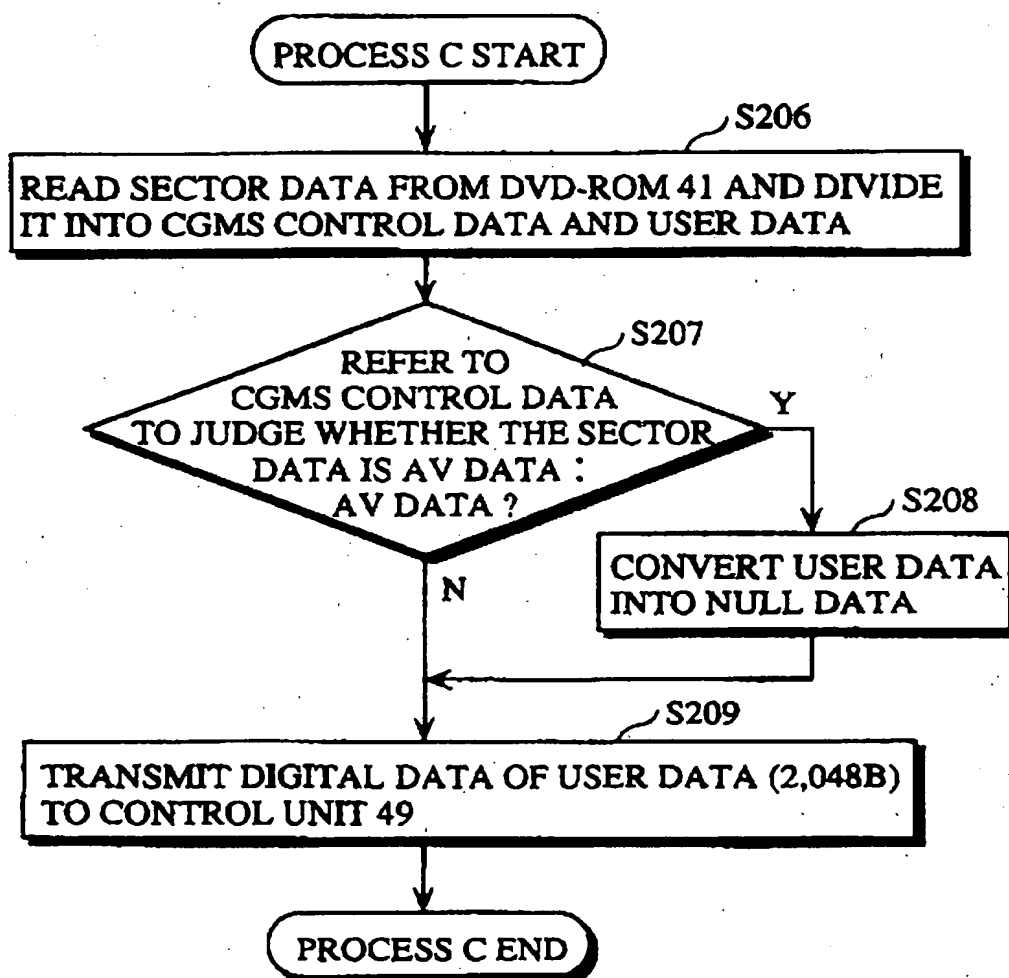 PROCESS C START
S206
READ SECTOR DATA FROM DVD-ROM 41 AND DIVIDE
IT INTO CGMS CONTROL DATA AND USER DATA
S207
REFER TO
CGMS CONTROL DATA
TO JUDGE WHETHER THE SECTOR
DATA IS AV DATA :
AV DATA ?
Y
S208
CONVERT USER DATA
INTO NULL DATA
N
S209
TRANSMIT DIGITAL DATA OF USER DATA (2,048B)
TO CONTROL UNIT 49
PROCESS C END